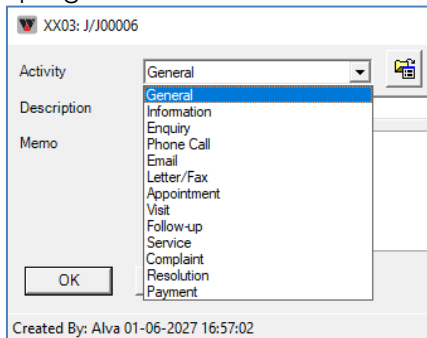 XX03: J/J00006
Activity
General
General
Information
Description
Enquiry
Memo
Phone Call
Email
Letter/Fax
Appointment
Visit
Follow-up
Service
Complaint
Resolution
Payment
OK
Created By: Alva 01-06-2027 16:57:02